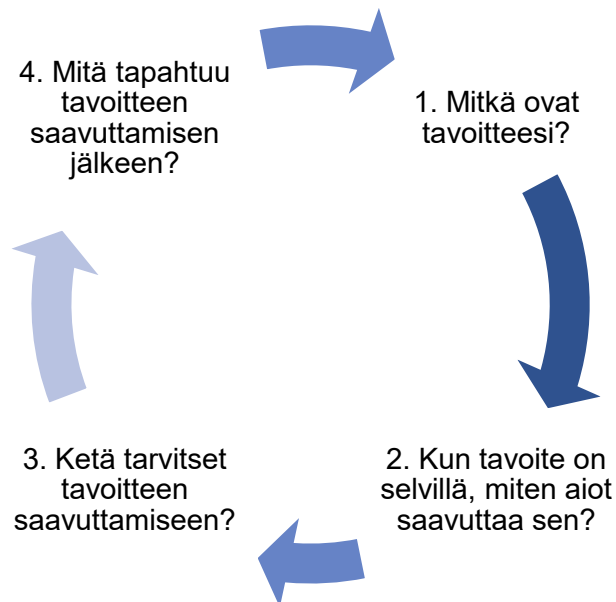 1. Mitkä ovat
tavoitteesi?
2. Kun tavoite on
selvillä, miten aiot
saavuttaa sen?
3. Ketä tarvitset
tavoitteen
saavuttamiseen?
4. Mitä tapahtuu
tavoitteen
saavuttamisen
jälkeen?